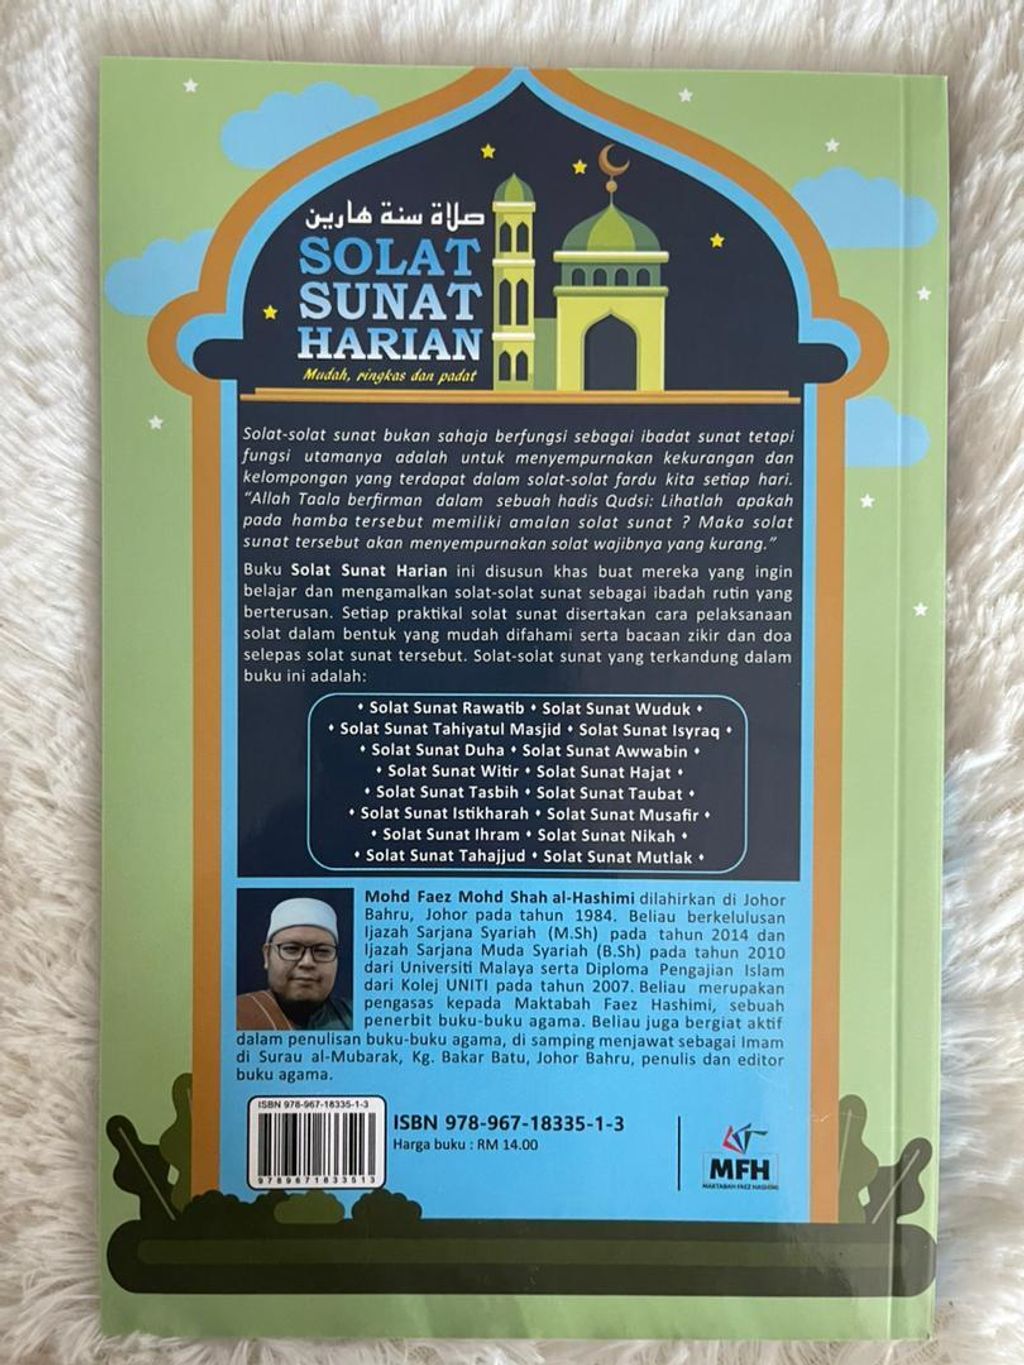 صلاة سنة هارين
SOLAT
SUNAT
HARIAN
Mudah, ringkas dan padat
Solat-solat sunat bukan sahaja berfungsi sebagai ibadat sunat tetapi
fungsi utamanya adalah untuk menyempurnakan kekurangan dan
kelompongan yang terdapat dalam solat-solat fardu kita setiap hari.
“Allah Taala berfirman dalam sebuah hadis Qudsi: Lihatlah apakah
pada hamba tersebut memiliki amalan solat sunat ? Maka solat
sunat tersebut akan menyempurnakan solat wajibnya yang kurang.”
Buku Solat Sunat Harian ini disusun khas buat mereka yang ingin
belajar dan mengamalkan solat-solat sunat sebagai ibadah rutin yang
berterusan. Setiap praktikal solat sunat disertakan cara pelaksanaan
solat dalam bentuk yang mudah difahami serta bacaan zikir dan doa
selepas solat sunat tersebut. Solat-solat sunat yang terkandung dalam
buku ini adalah:
• Solat Sunat Rawatib • Solat Sunat Wuduk •
• Solat Sunat Tahiyatul Masjid • Solat Sunat Isyraq •
• Solat Sunat Duha • Solat Sunat Awwabin •
• Solat Sunat Witir • Solat Sunat Hajat •
• Solat Sunat Tasbih • Solat Sunat Taubat •
• Solat Sunat Istikharah • Solat Sunat Musafir •
• Solat Sunat Ihram • Solat Sunat Nikah •
• Solat Sunat Tahajjud • Solat Sunat Mutlak •
Mohd Faez Mohd Shah al-Hashimi dilahirkan di Johor
Bahru, Johor pada tahun 1984. Beliau berkelulusan
Ijazah Sarjana Syariah (M.Sh) pada tahun 2014 dan
Ijazah Sarjana Muda Syariah (B.Sh) pada tahun 2010
dari Universiti Malaya serta Diploma Pengajian Islam
dari Kolej UNITI pada tahun 2007. Beliau merupakan
pengasas kepada Maktabah Faez Hashimi, sebuah
penerbit buku-buku agama. Beliau juga bergiat aktif
dalam penulisan buku-buku agama, di samping menjawat sebagai Imam
di Surau al-Mubarak, Kg. Bakar Batu, Johor Bahru, penulis dan editor
buku agama.
ISBN 978-967-18335-1-3
9789671833513
ISBN 978-967-18335-1-3
Harga buku : RM 14.00
MFH
MAKTABAH FAEZ HASHIMI